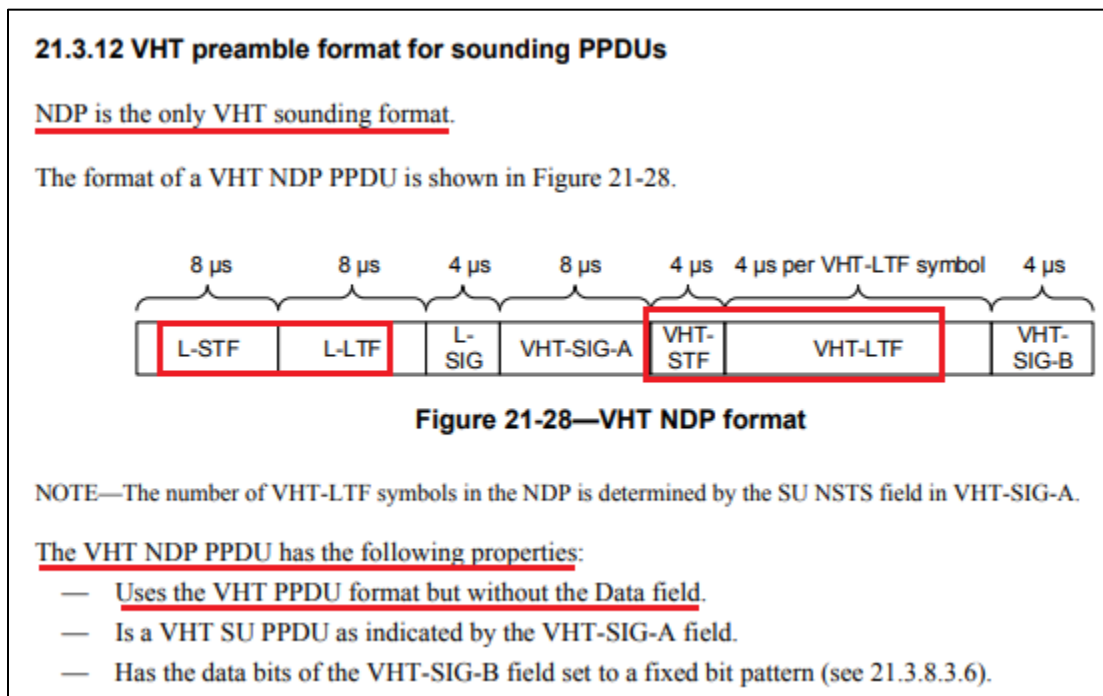 21.3.12 VHT preamble format for sounding PPDUs
NDP is the only VHT sounding format.
The format of a VHT NDP PPDU is shown in Figure 21-28.
8 µs 8 µs 4 µs 8 µs 4 µs 4 µs per VHT-LTF symbol 4 µs
L-STF L-LTF L-SIG VHT-SIG-A VHT-STF VHT-LTF VHT-SIG-B
Figure 21-28—VHT NDP format
NOTE—The number of VHT-LTF symbols in the NDP is determined by the SU NSTS field in VHT-SIG-A.
The VHT NDP PPDU has the following properties:
— Uses the VHT PPDU format but without the Data field.
— Is a VHT SU PPDU as indicated by the VHT-SIG-A field.
— Has the data bits of the VHT-SIG-B field set to a fixed bit pattern (see 21.3.8.3.6).